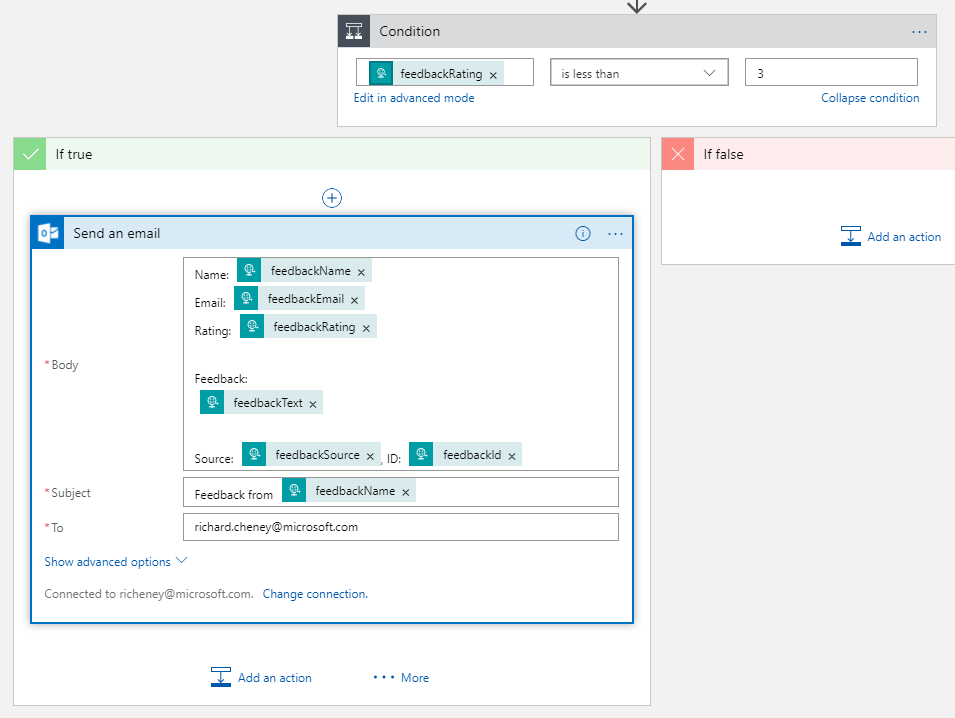 Condition
feedbackRating × is less than 3
Edit in advanced mode Collapse condition
If true
If false
Add an action
Send an email
Name: feedbackName ×
Email: feedbackEmail ×
Rating: feedbackRating ×
* Body
Feedback:
feedbackText ×
Source: feedbackSource × , ID: feedbackId ×
* Subject Feedback from feedbackName ×
* To richard.cheney@microsoft.com
Show advanced options
Connected to richeney@microsoft.com. Change connection.
Add an action ··· More